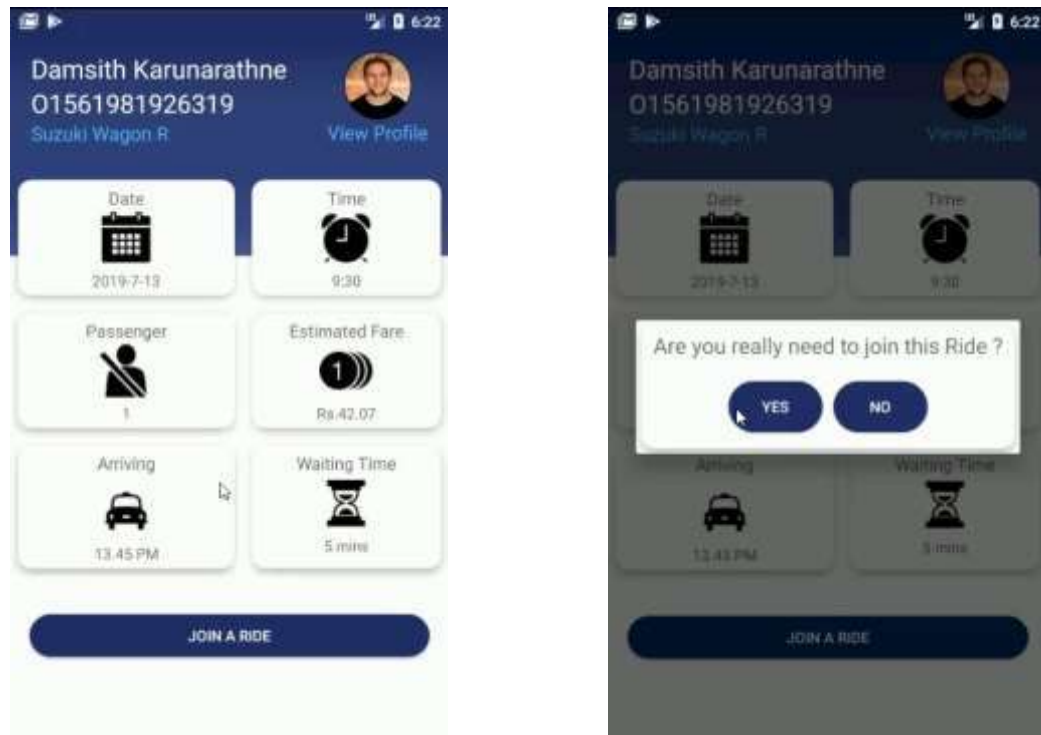 6:22
Damsith Karunarathne
O1561981926319
Suzuki Wagon R
View Profile
Date
Time
2019-7-13
9:30
Passenger
Estimated Fare
1
1
Rs.42.07
Arriving
Waiting Time
13.45 PM
5 mins
JOIN A RIDE
6:22
Damsith Karunarathne
O1561981926319
Suzuki Wagon R
View Profile
Date
Time
2019-7-13
9:30
Are you really need to join this Ride ?
YES
NO
Arriving
Waiting Time
13.45 PM
5 mins
JOIN A RIDE